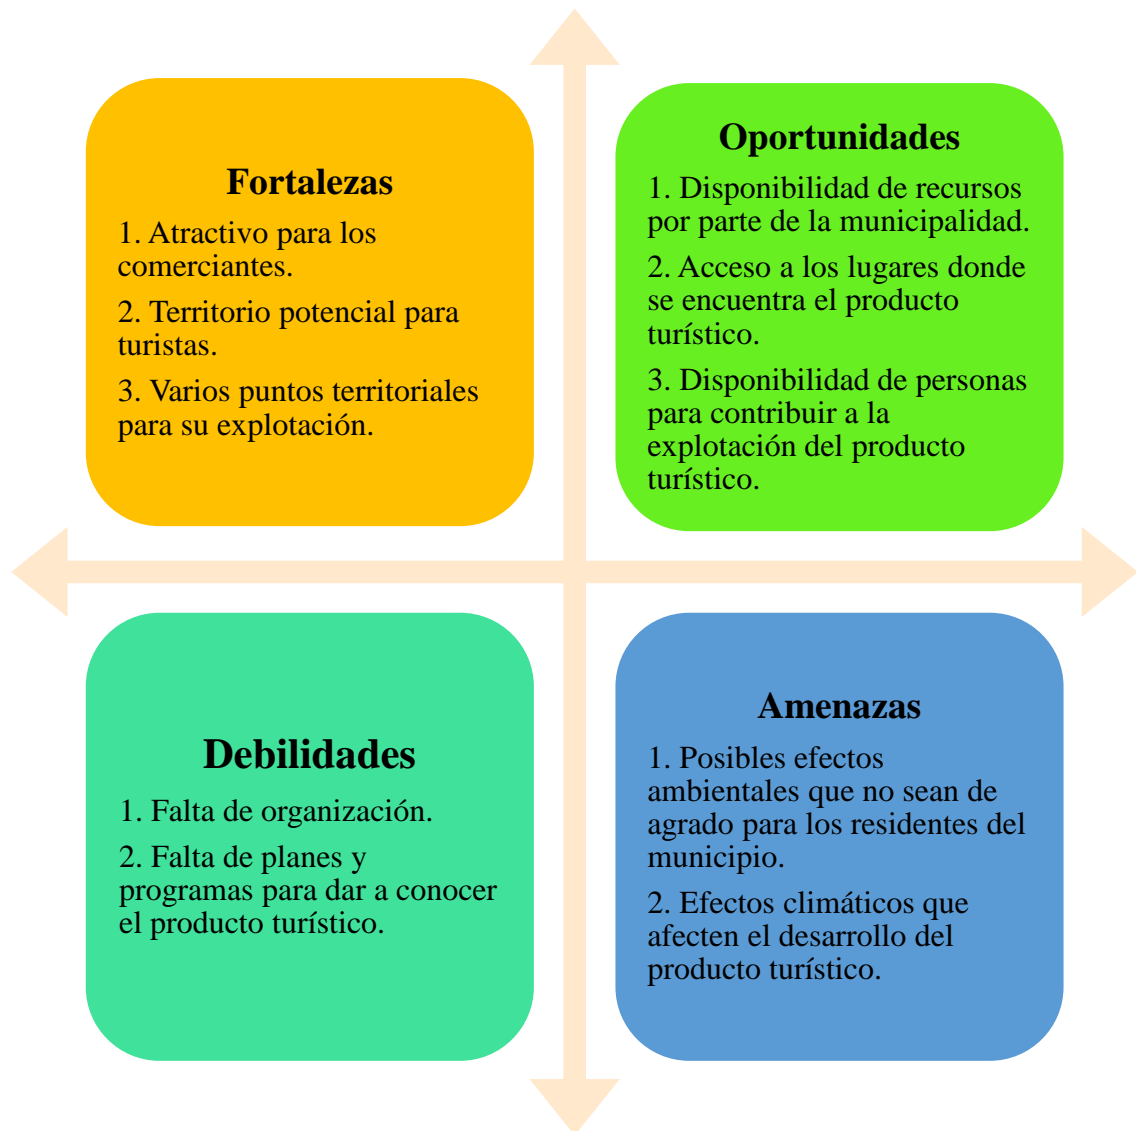 Fortalezas
1. Atractivo para los
comerciantes.
2. Territorio potencial para
turistas.
3. Varios puntos territoriales
para su explotación.
Oportunidades
1. Disponibilidad de recursos
por parte de la municipalidad.
2. Acceso a los lugares donde
se encuentra el producto
turístico.
3. Disponibilidad de personas
para contribuir a la
explotación del producto
turístico.
Debilidades
1. Falta de organización.
2. Falta de planes y
programas para dar a conocer
el producto turístico.
Amenazas
1. Posibles efectos
ambientales que no sean de
agrado para los residentes del
municipio.
2. Efectos climáticos que
afecten el desarrollo del
producto turístico.